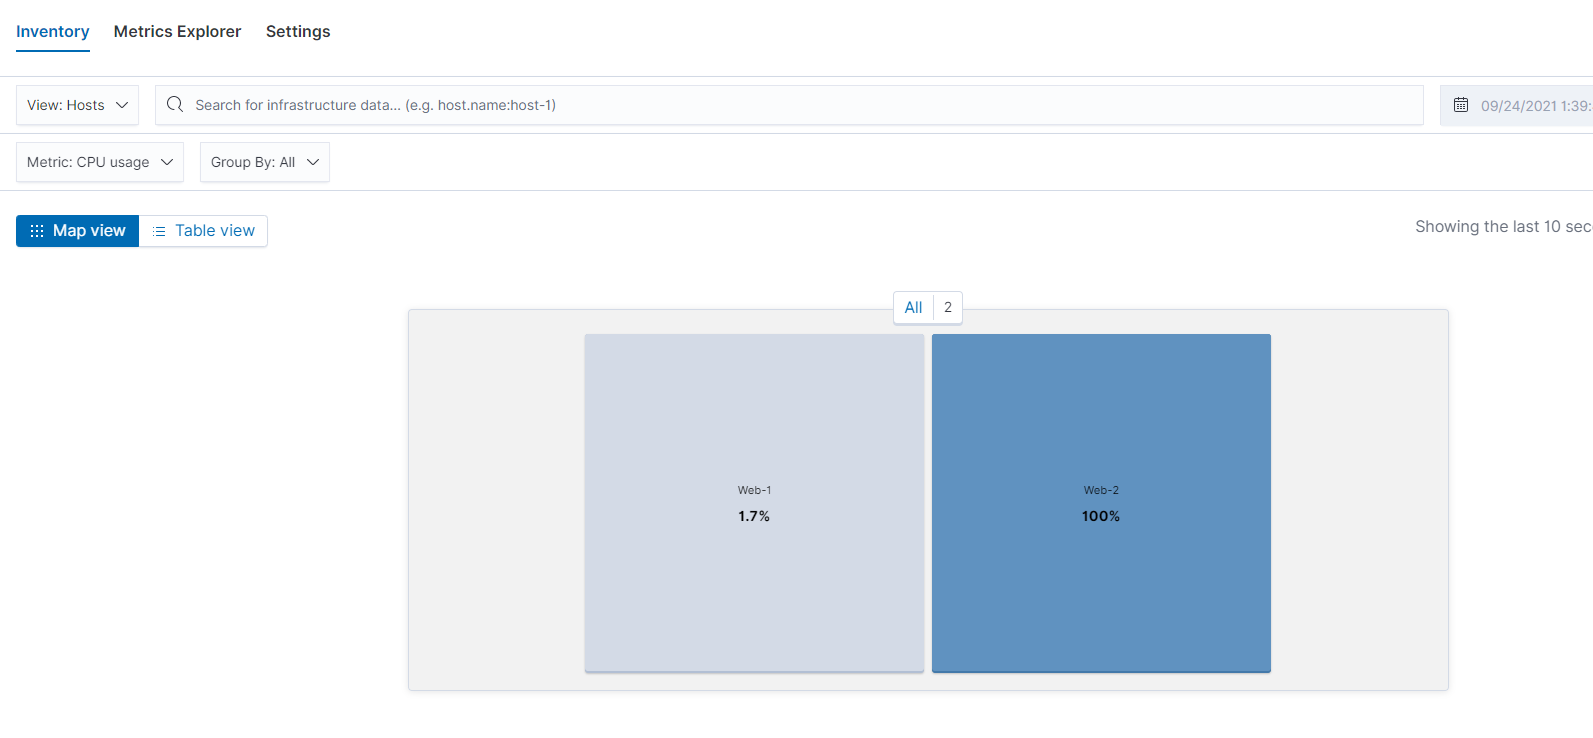 Inventory Metrics Explorer Settings
View: Hosts Search for infrastructure data... (e.g. host.name:host-1) 09/24/2021 1:39:
Metric: CPU usage Group By: All
Map view Table view Showing the last 10 sec
All 2
Web-1 Web-2
1.7% 100%